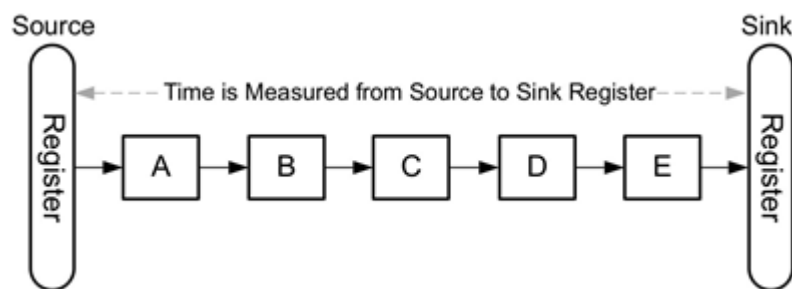 Source
Sink
Time is Measured from Source to Sink Register
Register
A
B
C
D
E
Register